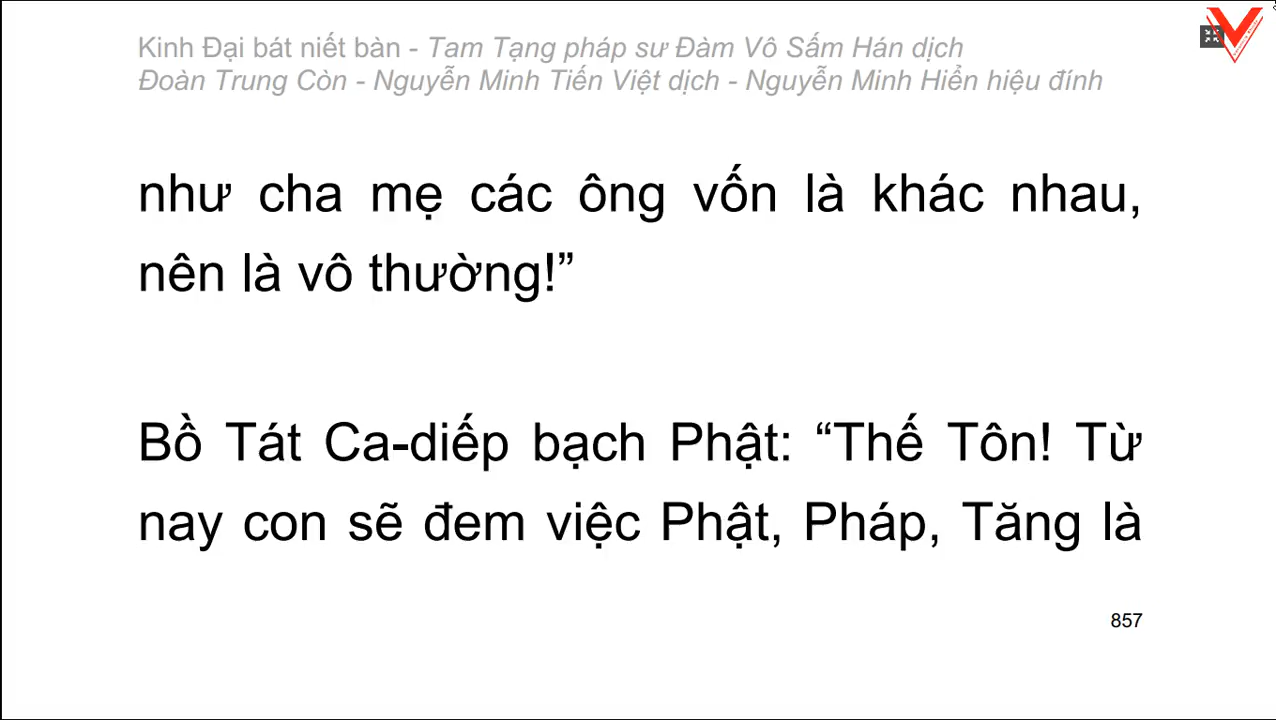 Kinh Đại bát niết bàn - Tam Tạng pháp sư Đàm Vô Sấm Hán dịch
Đoàn Trung Còn - Nguyễn Minh Tiến Việt dịch - Nguyễn Minh Hiển hiệu đính
như cha mẹ các ông vốn là khác nhau,
nên là vô thường!”
Bồ Tát Ca-diếp bạch Phật: “Thế Tôn! Từ
nay con sẽ đem việc Phật, Pháp, Tăng là
857